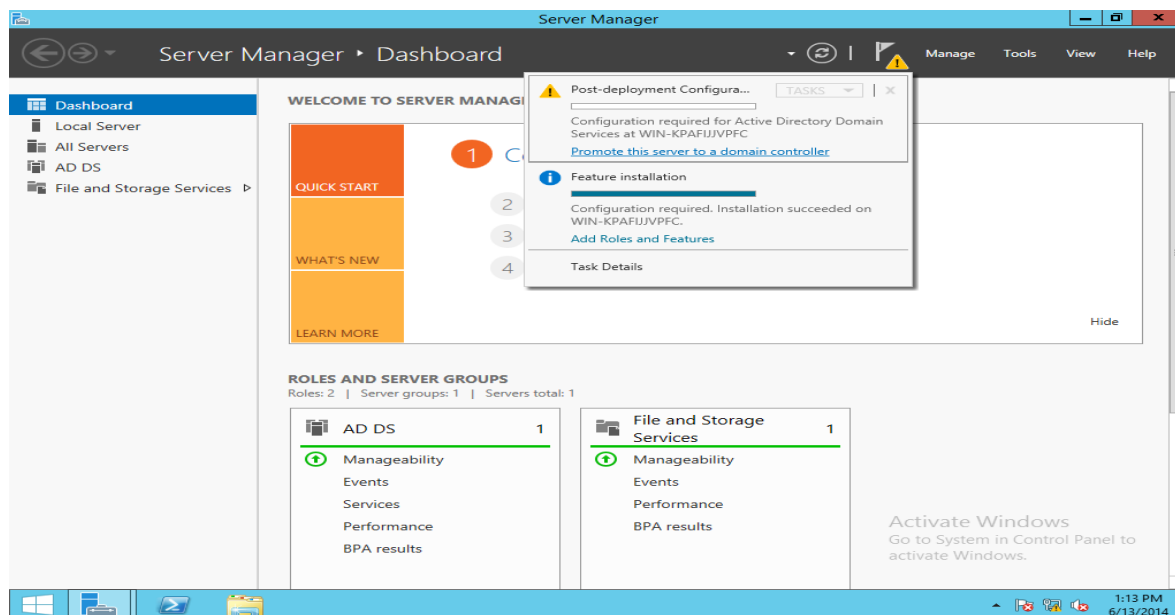 Server Manager
Server Manager ‣ Dashboard
Manage Tools View Help
Dashboard
Local Server
All Servers
AD DS
File and Storage Services
WELCOME TO SERVER MANAG
QUICK START
WHAT'S NEW
LEARN MORE
1 Co
2
3
4
Hide
Post-deployment Configura... TASKS X
Configuration required for Active Directory Domain
Services at WIN-KPAFIJJVPFC
Promote this server to a domain controller
Feature installation
Configuration required. Installation succeeded on
WIN-KPAFIJJVPFC.
Add Roles and Features
Task Details
ROLES AND SERVER GROUPS
Roles: 2 | Server groups: 1 | Servers total: 1
AD DS 1
Manageability
Events
Services
Performance
BPA results
File and Storage
Services 1
Manageability
Events
Performance
BPA results
Activate Windows
Go to System in Control Panel to
activate Windows.
1:13 PM
6/13/2014